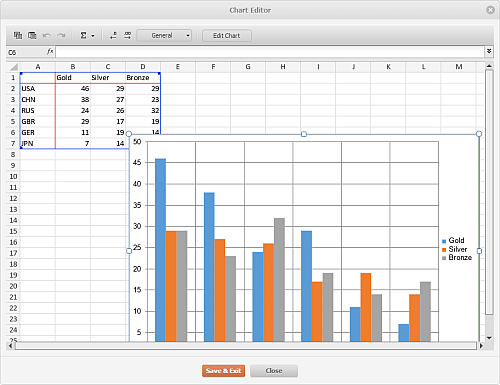 Chart Editor
Σ .0 .00 General Edit Chart
C6 fx
A B C D E F G H I J K L M
1 Gold Silver Bronze
2 USA 46 29 29
3 CHN 38 27 23
4 RUS 24 26 32
5 GBR 29 17 19
6 GER 11 19 14
7 JPN 7 14
8
9
10
11
12
13
14
15
16
17
18
19
20
21
22
23
24
25
50
45
40
35
30
25
20
15
10
5
Gold
Silver
Bronze
Save & Exit Close